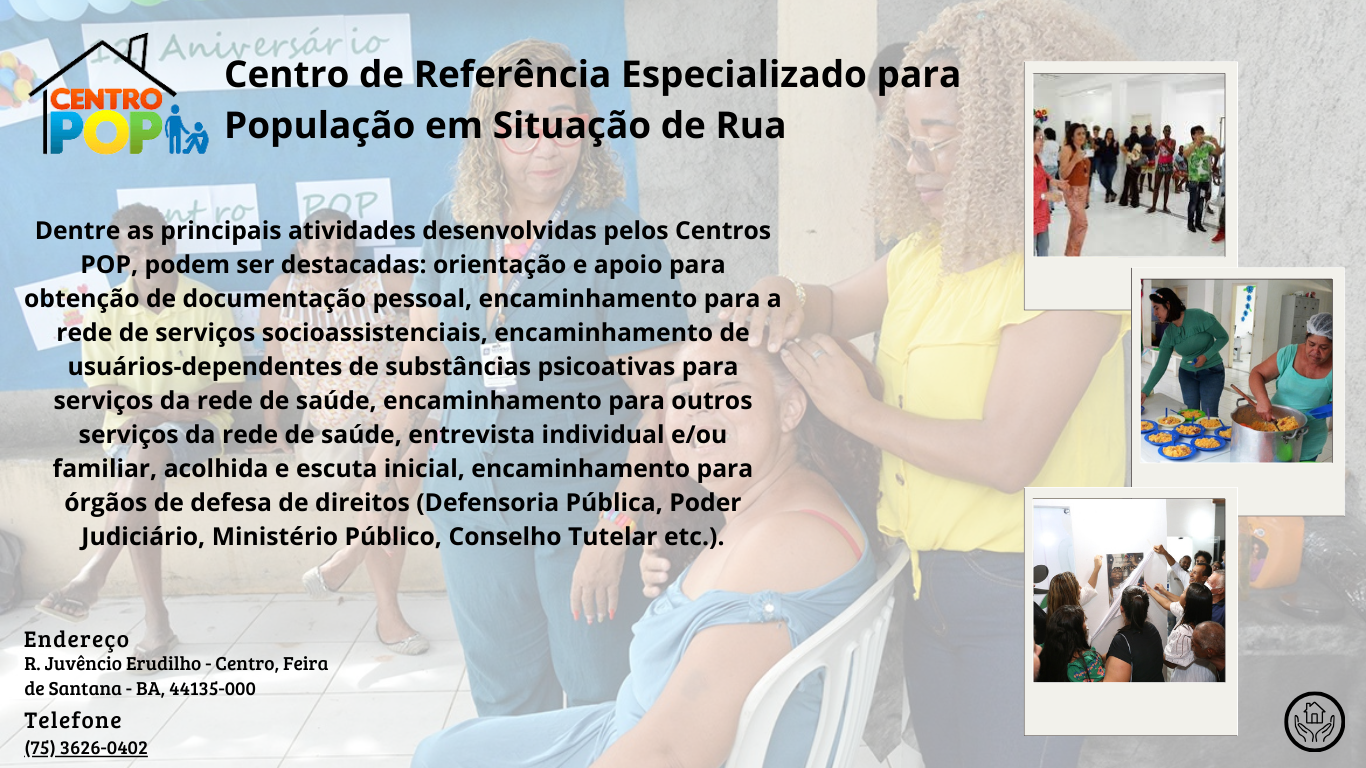 12 Aniversário
CENTRO
POP
Centro de Referência Especializado para
População em Situação de Rua
Centro POP
Dentre as principais atividades desenvolvidas pelos Centros
POP, podem ser destacadas: orientação e apoio para
obtenção de documentação pessoal, encaminhamento para a
rede de serviços socioassistenciais, encaminhamento de
usuários-dependentes de substâncias psicoativas para
serviços da rede de saúde, encaminhamento para outros
serviços da rede de saúde, entrevista individual e/ou
familiar, acolhida e escuta inicial, encaminhamento para
órgãos de defesa de direitos (Defensoria Pública, Poder
Judiciário, Ministério Público, Conselho Tutelar etc.).
Endereço
R. Juvêncio Erudilho - Centro, Feira
de Santana - BA, 44135-000
Telefone
(75) 3626-0402